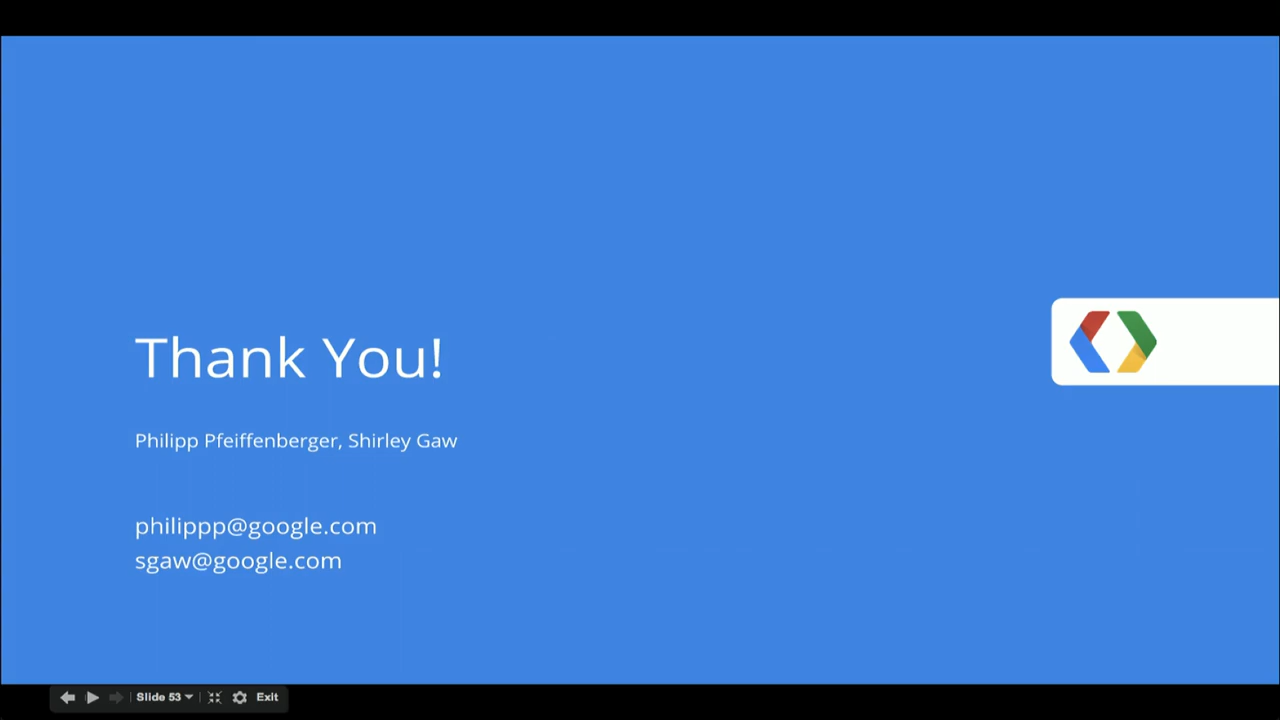 Thank You!
Philipp Pfeiffenberger, Shirley Gaw
philippp@google.com
sgaw@google.com
Slide 53
Exit